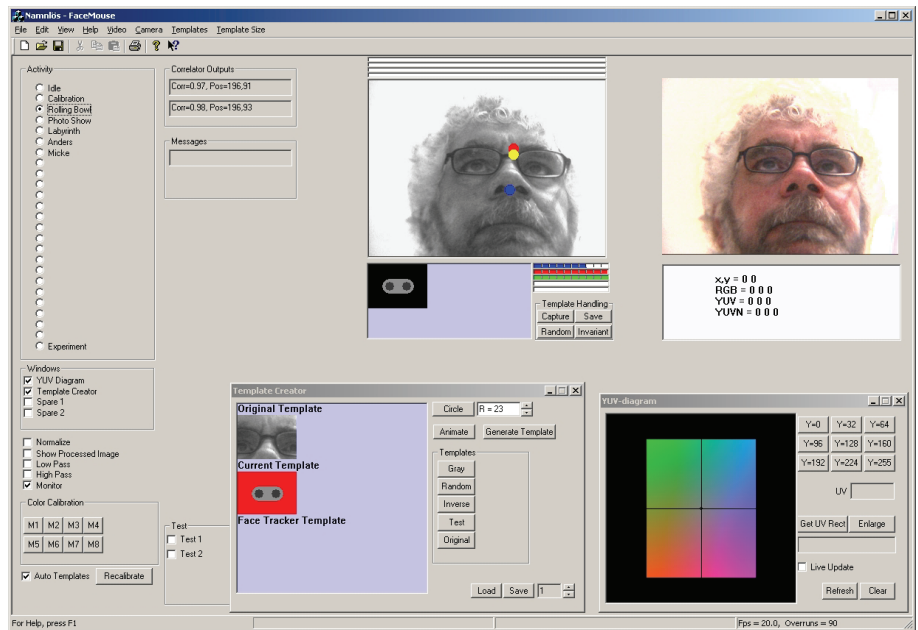 Namnlös - FaceMouse
File Edit View Help Video Camera Templates Template Size
Activity
Idle
Calibration
Rolling Bowl
Photo Show
Labyrinth
Anders
Micke
Experiment
Correlator Outputs
Corr=0.97, Pos=196,91
Corr=0.98, Pos=196,93
Messages
Template Handling
Capture Save
Random Invariant
x,y = 0 0
RGB = 0 0 0
YUV = 0 0 0
YUVN = 0 0 0
Windows
YUV Diagram
Template Creator
Spare 1
Spare 2
Normalize
Show Processed Image
Low Pass
High Pass
Monitor
Color Calibration
M1 M2 M3 M4
M5 M6 M7 M8
Auto Templates Recalibrate
Test
Test 1
Test 2
Template Creator
Original Template
Current Template
Face Tracker Template
Circle R = 23
Animate Generate Template
Templates
Gray
Random
Inverse
Test
Original
Load Save 1
YUV-diagram
Y=0 Y=32 Y=64
Y=96 Y=128 Y=160
Y=192 Y=224 Y=255
UV
Get UV Rect Enlarge
Live Update
Refresh Clear
For Help, press F1
Fps = 20.0, Overruns = 90